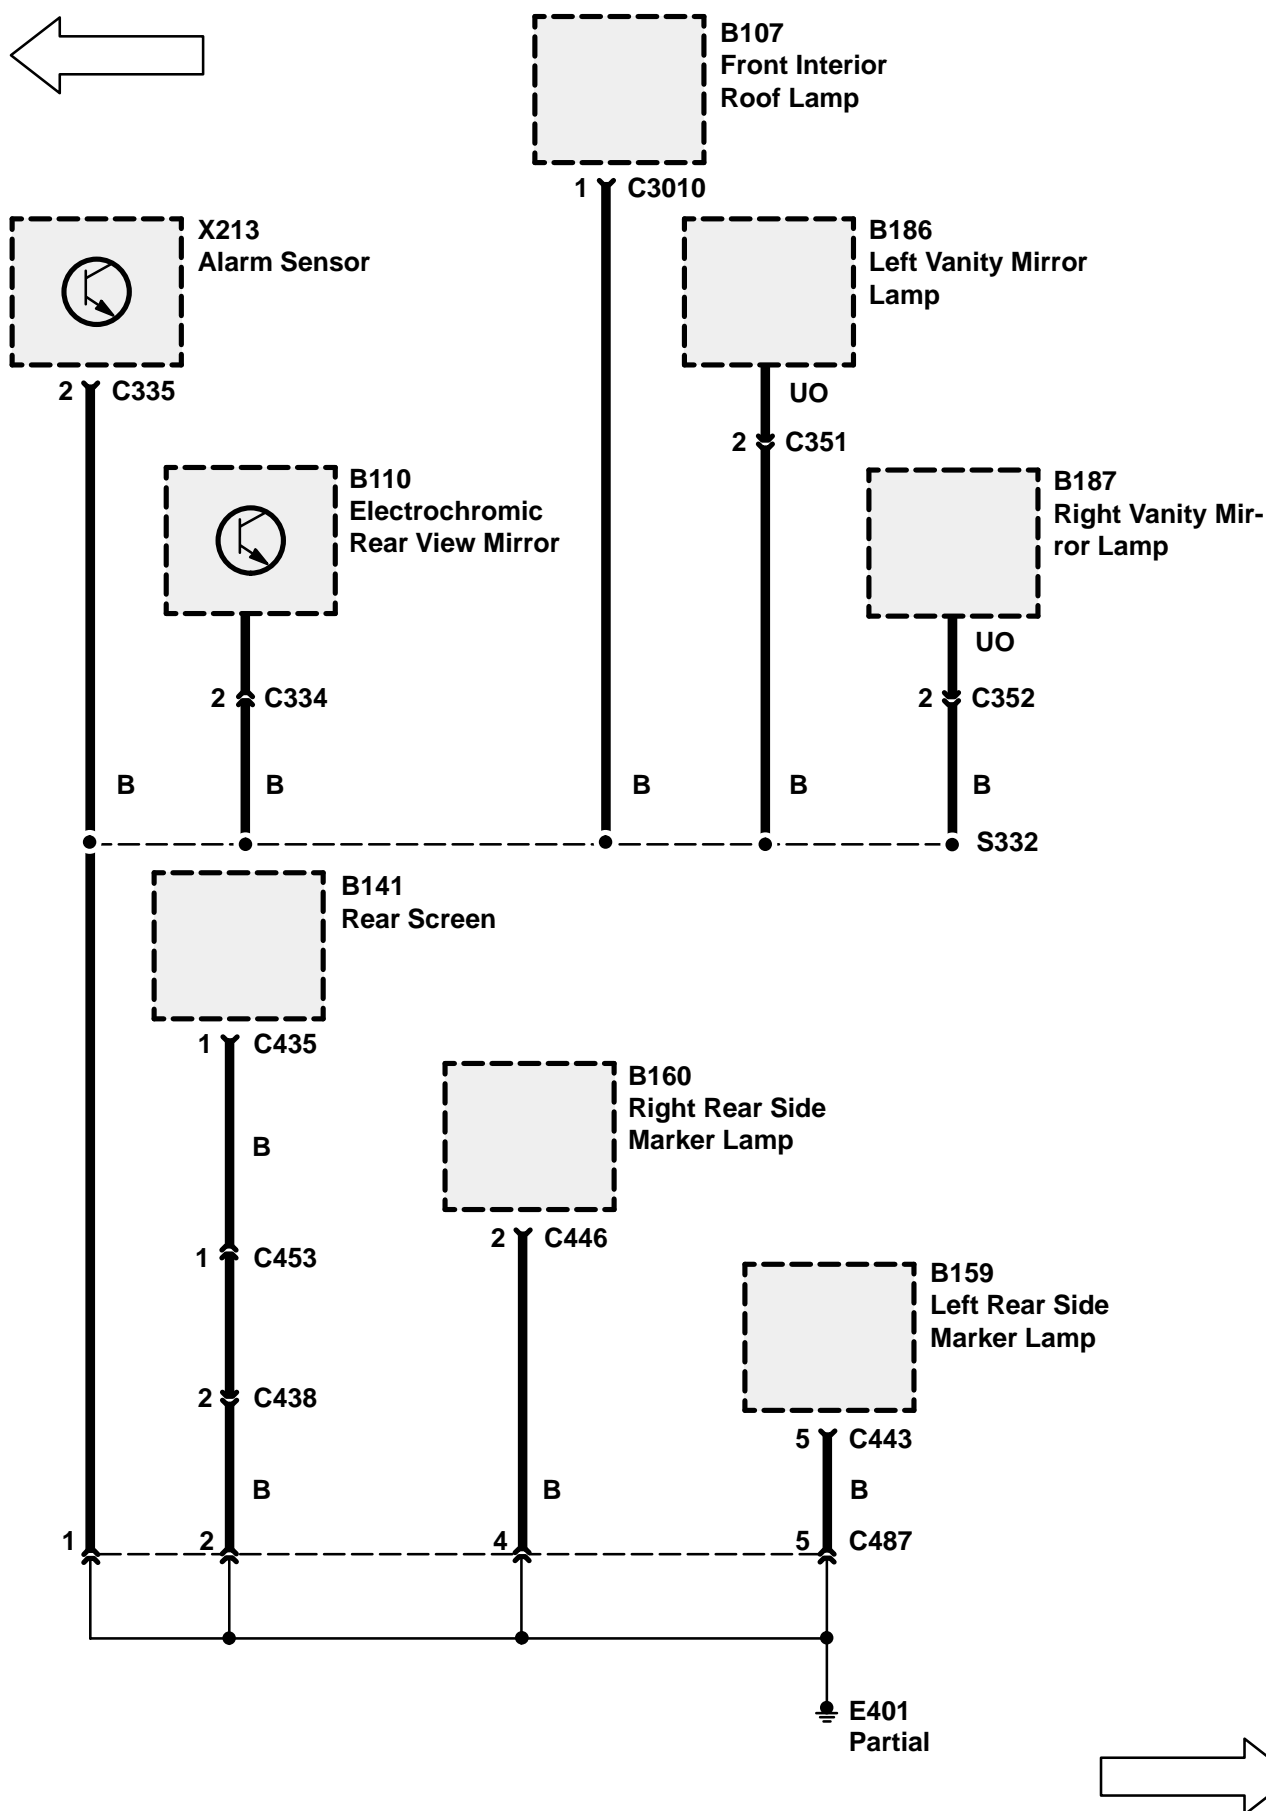 B107
Front Interior
Roof Lamp
1 C3010
X213
Alarm Sensor
B186
Left Vanity Mirror
Lamp
2 C335
UO
2 C351
B110
Electrochromic
Rear View Mirror
B187
Right Vanity Mir-
ror Lamp
UO
2 C334
2 C352
B B B B B
S332
B141
Rear Screen
1 C435
B160
Right Rear Side
Marker Lamp
B
2 C446
1 C453
B159
Left Rear Side
Marker Lamp
2 C438
5 C443
B B B
1 2 4 5 C487
E401
Partial